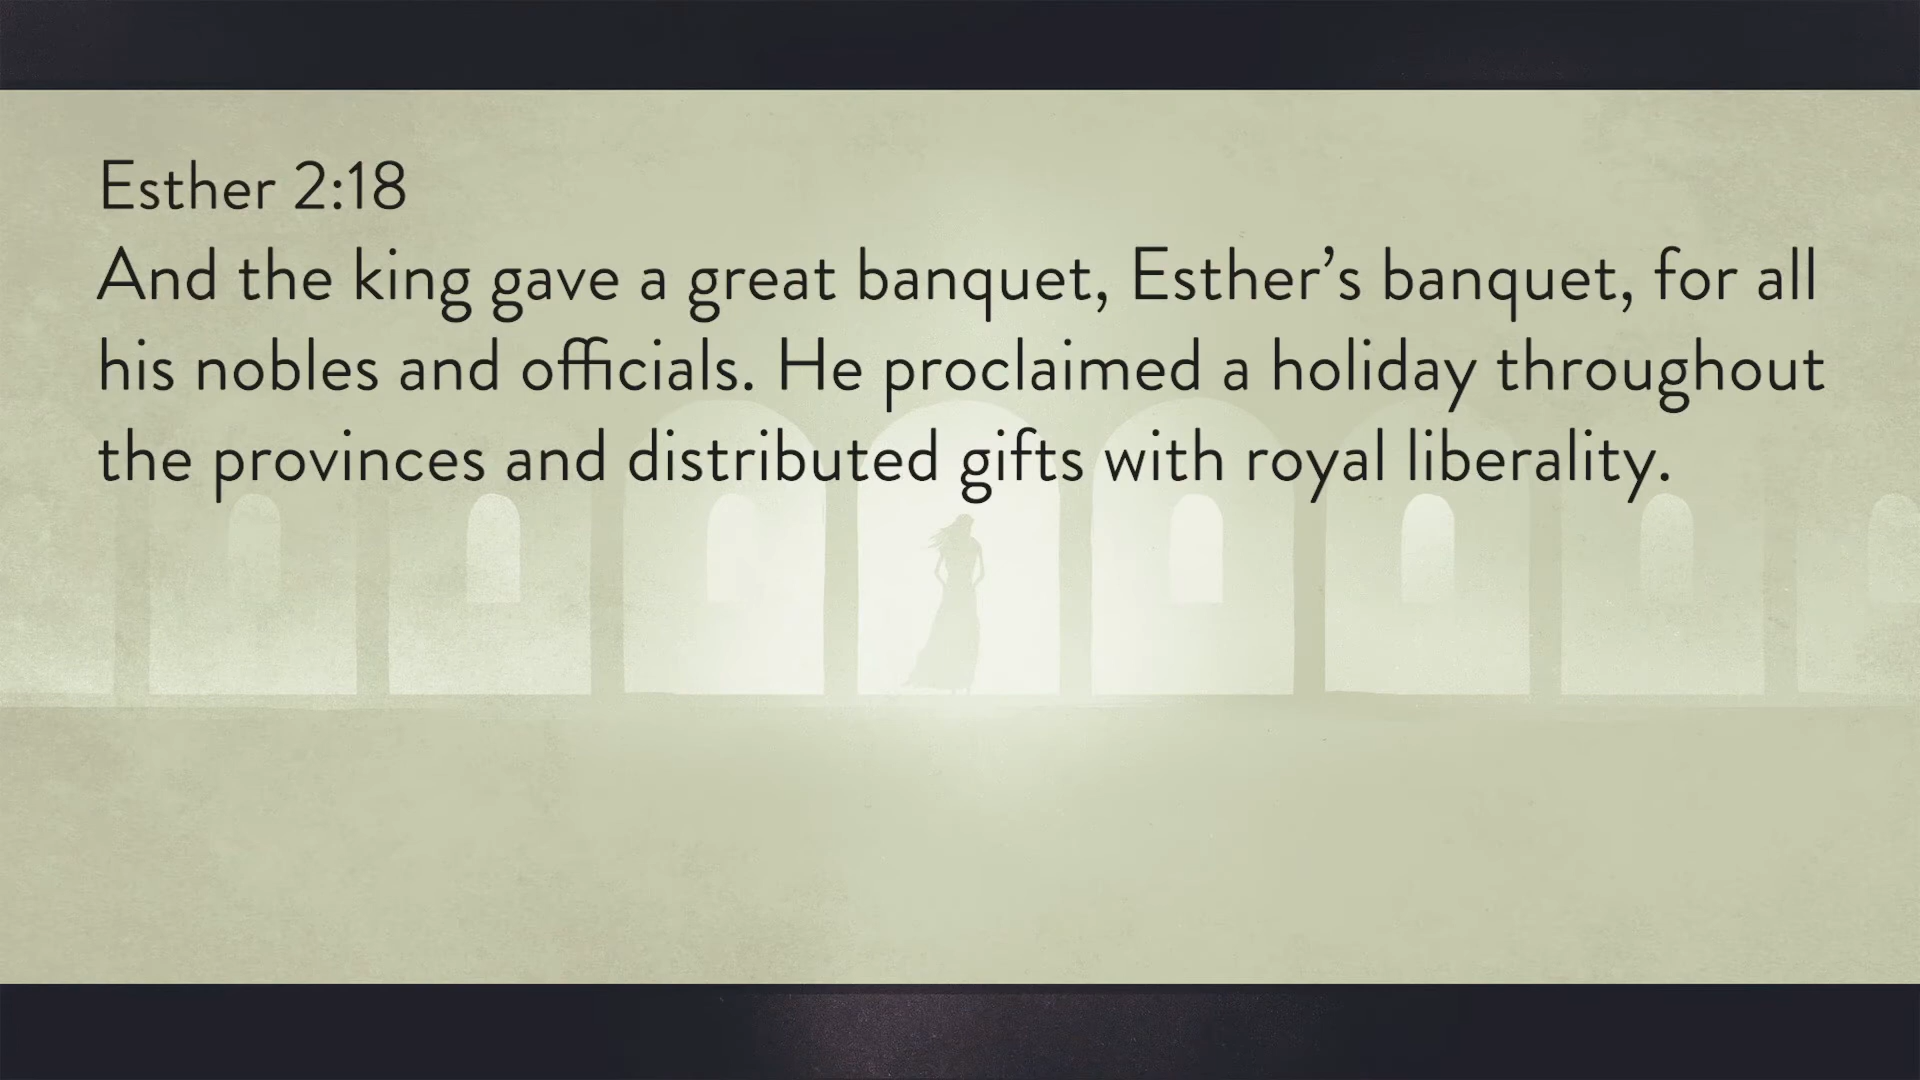 Esther 2:18
And the king gave a great banquet, Esther’s banquet, for all
his nobles and officials. He proclaimed a holiday throughout
the provinces and distributed gifts with royal liberality.